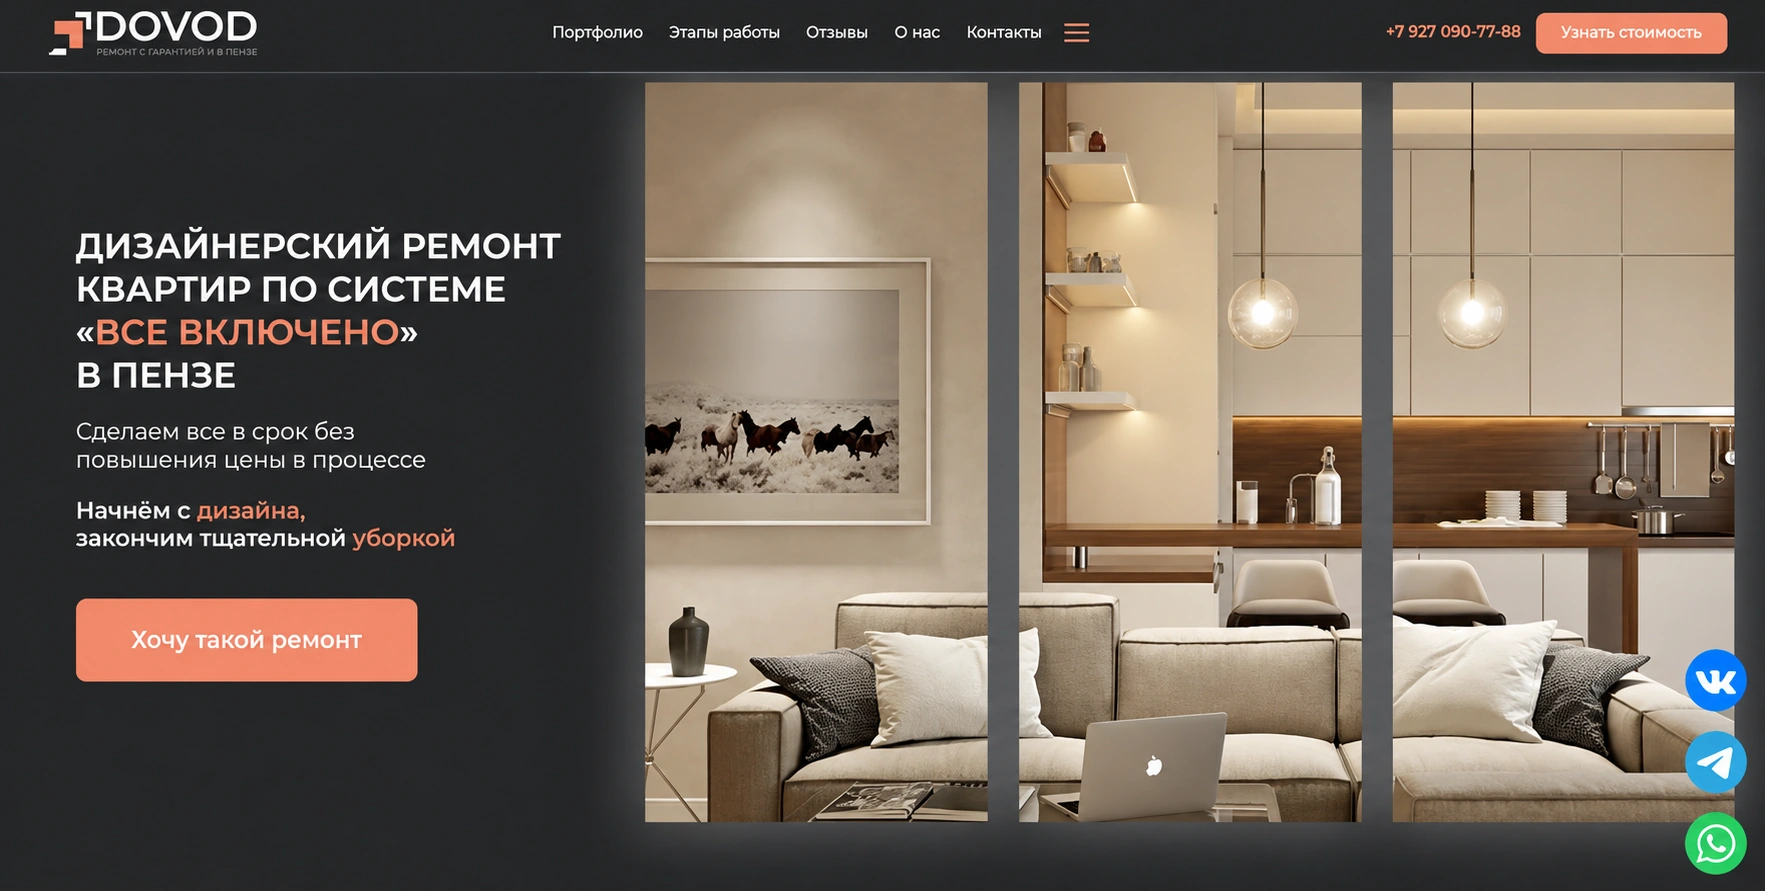 DOVOD
РЕМОНТ С ГАРАНТИЕЙ И В ПЕНЗЕ
Портфолио
Этапы работы
Отзывы
О нас
Контакты
+7 927 090-77-88
Узнать стоимость
ДИЗАЙНЕРСКИЙ РЕМОНТ
КВАРТИР ПО СИСТЕМЕ
«ВСЕ ВКЛЮЧЕНО»
В ПЕНЗЕ
Сделаем все в срок без
повышения цены в процессе
Начнём с дизайна,
закончим тщательной уборкой
Хочу такой ремонт